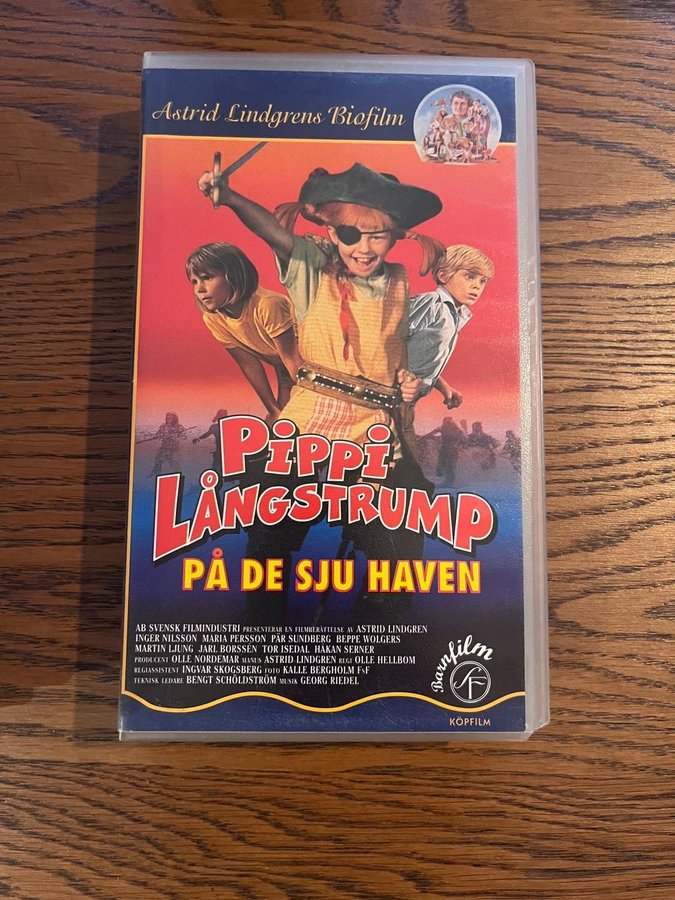 Astrid Lindgrens Biofilm
PIPPI
LÅNGSTRUMP
PÅ DE SJU HAVEN
AB SVENSK FILMINDUSTRI PRESENTERAR EN FILMBERÄTTELSE AV ASTRID LINDGREN
INGER NILSSON MARIA PERSSON PÄR SUNDBERG BEPPE WOLGERS
MARTIN LJUNG JARL BORSSÉN TOR ISEDAL HÅKAN SERNER
PRODUCENT OLLE NORDEMAR MANUS ASTRID LINDGREN REGI OLLE HELLBOM
REGIASSISTENT INGVAR SKOGSBERG FOTO KALLE BERGHOLM FSF
TEKNISK LEDARE BENGT SCHÖLDSTRÖM MUSIK GEORG RIEDEL
Barnfilm
SF
KÖPFILM